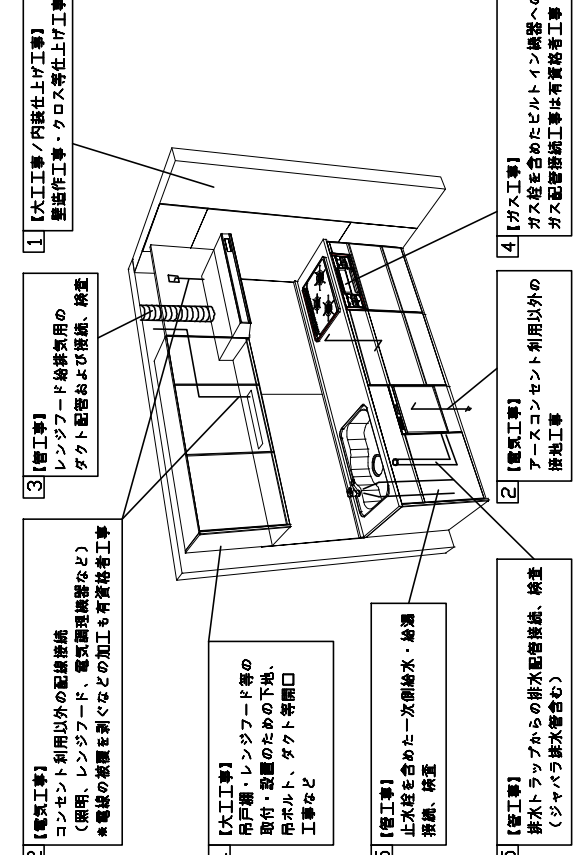 2
【電気工事】
コンセント利用以外の配線接続
（照明、レンジフード、電気調理機器など）
※電線の被覆を剥ぐなどの加工も有資格者工事
3
【管工事】
レンジフード給排気用の
ダクト配管および接続、検査
1
【大工工事／内装仕上げ工事】
壁造作工事・クロス等仕上げ工事
【大工工事】
吊戸棚・レンジフード等の
取付・設置のための下地、
吊ボルト、ダクト等開口
工事など
【管工事】
止水栓を含めた一次側給水・給湯
接続、検査
【管工事】
排水トラップからの排水配管接続、検査
（ジャバラ排水管含む）
2
【電気工事】
アースコンセント利用以外の
接地工事
4
【ガス工事】
ガス栓を含めたビルトイン機器への
ガス配管接続工事は有資格者工事